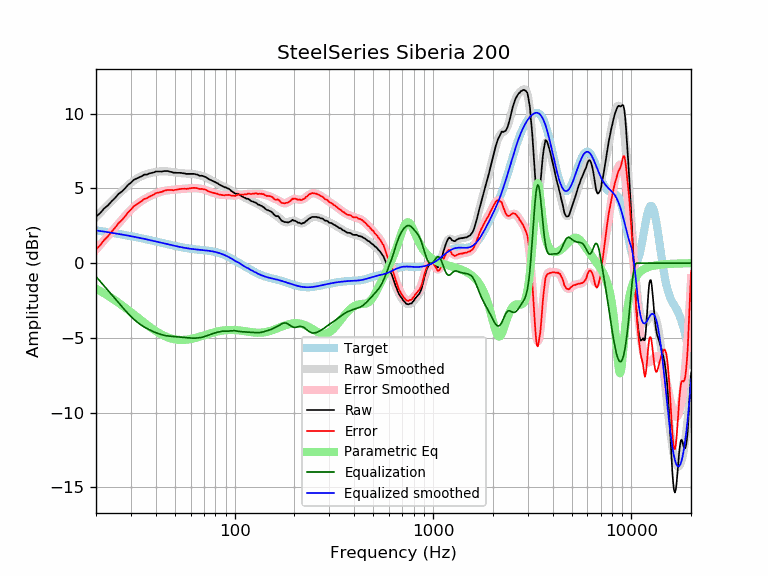 SteelSeries Siberia 200
Amplitude (dBr)
10
5
0
−5
−10
−15
Target
Raw Smoothed
Error Smoothed
Raw
Error
Parametric Eq
Equalization
Equalized smoothed
100
1000
10000
Frequency (Hz)